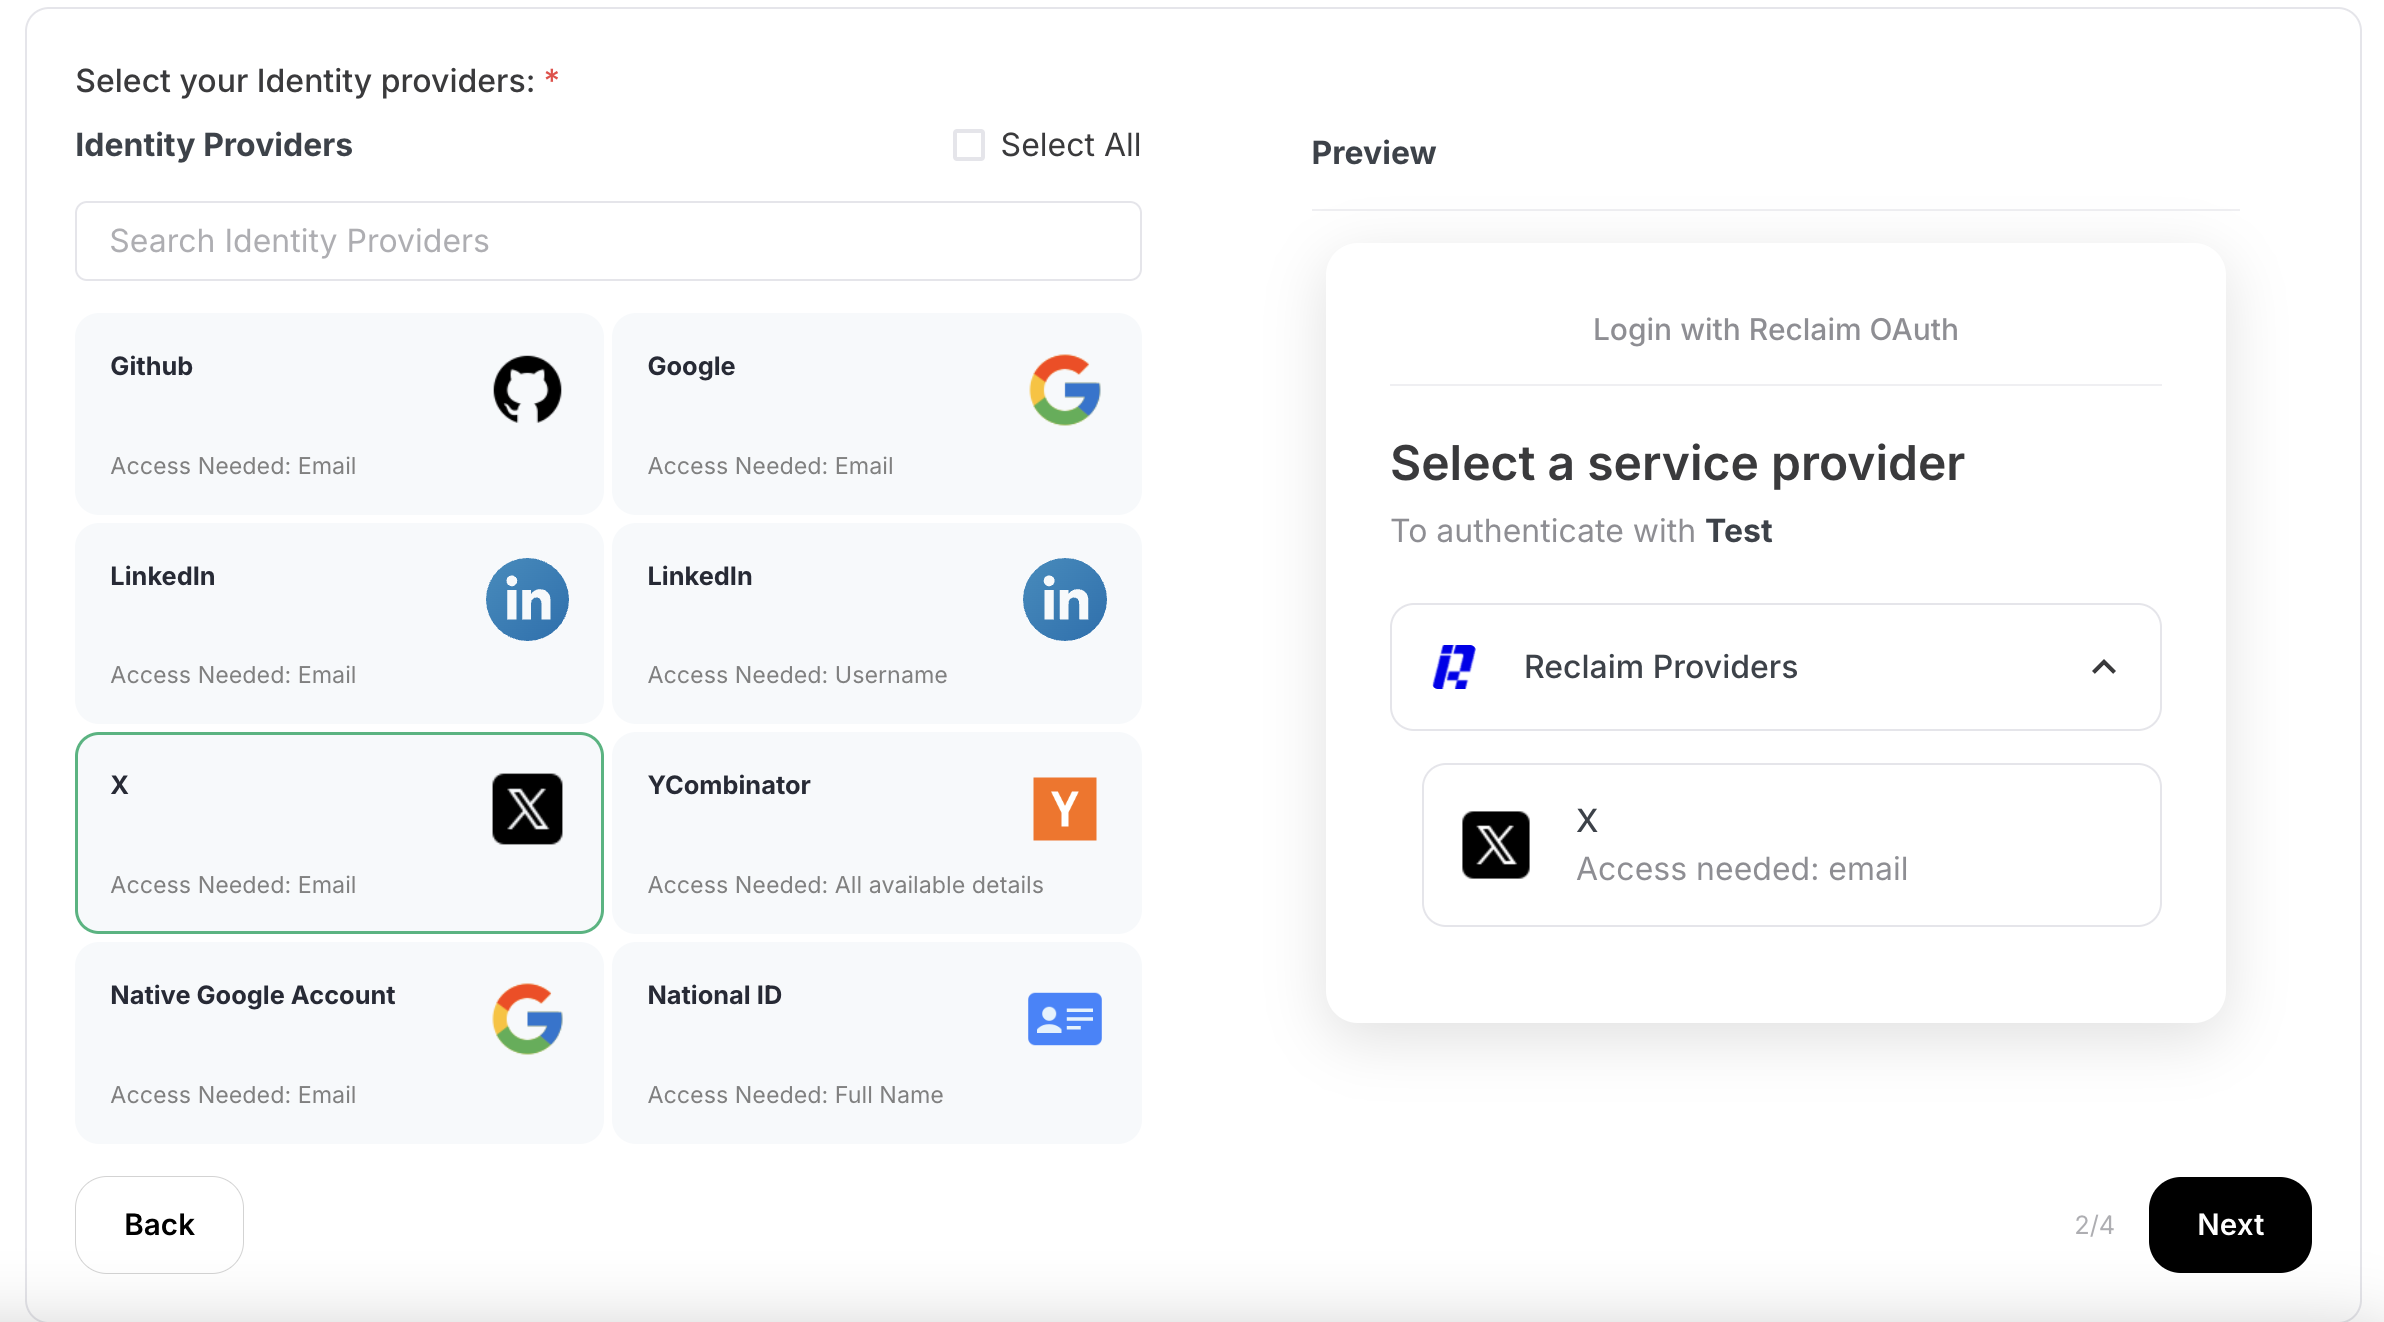 Select your Identity providers: *
Identity Providers
Select All
Search Identity Providers
Github
Access Needed: Email
Google
Access Needed: Email
LinkedIn
in
Access Needed: Email
LinkedIn
in
Access Needed: Username
X
X
Access Needed: Email
YCombinator
Y
Access Needed: All available details
Native Google Account
G
Access Needed: Email
National ID
Access Needed: Full Name
Back
Preview
Login with Reclaim OAuth
Select a service provider
To authenticate with Test
Reclaim Providers
X
X
Access needed: email
2/4
Next